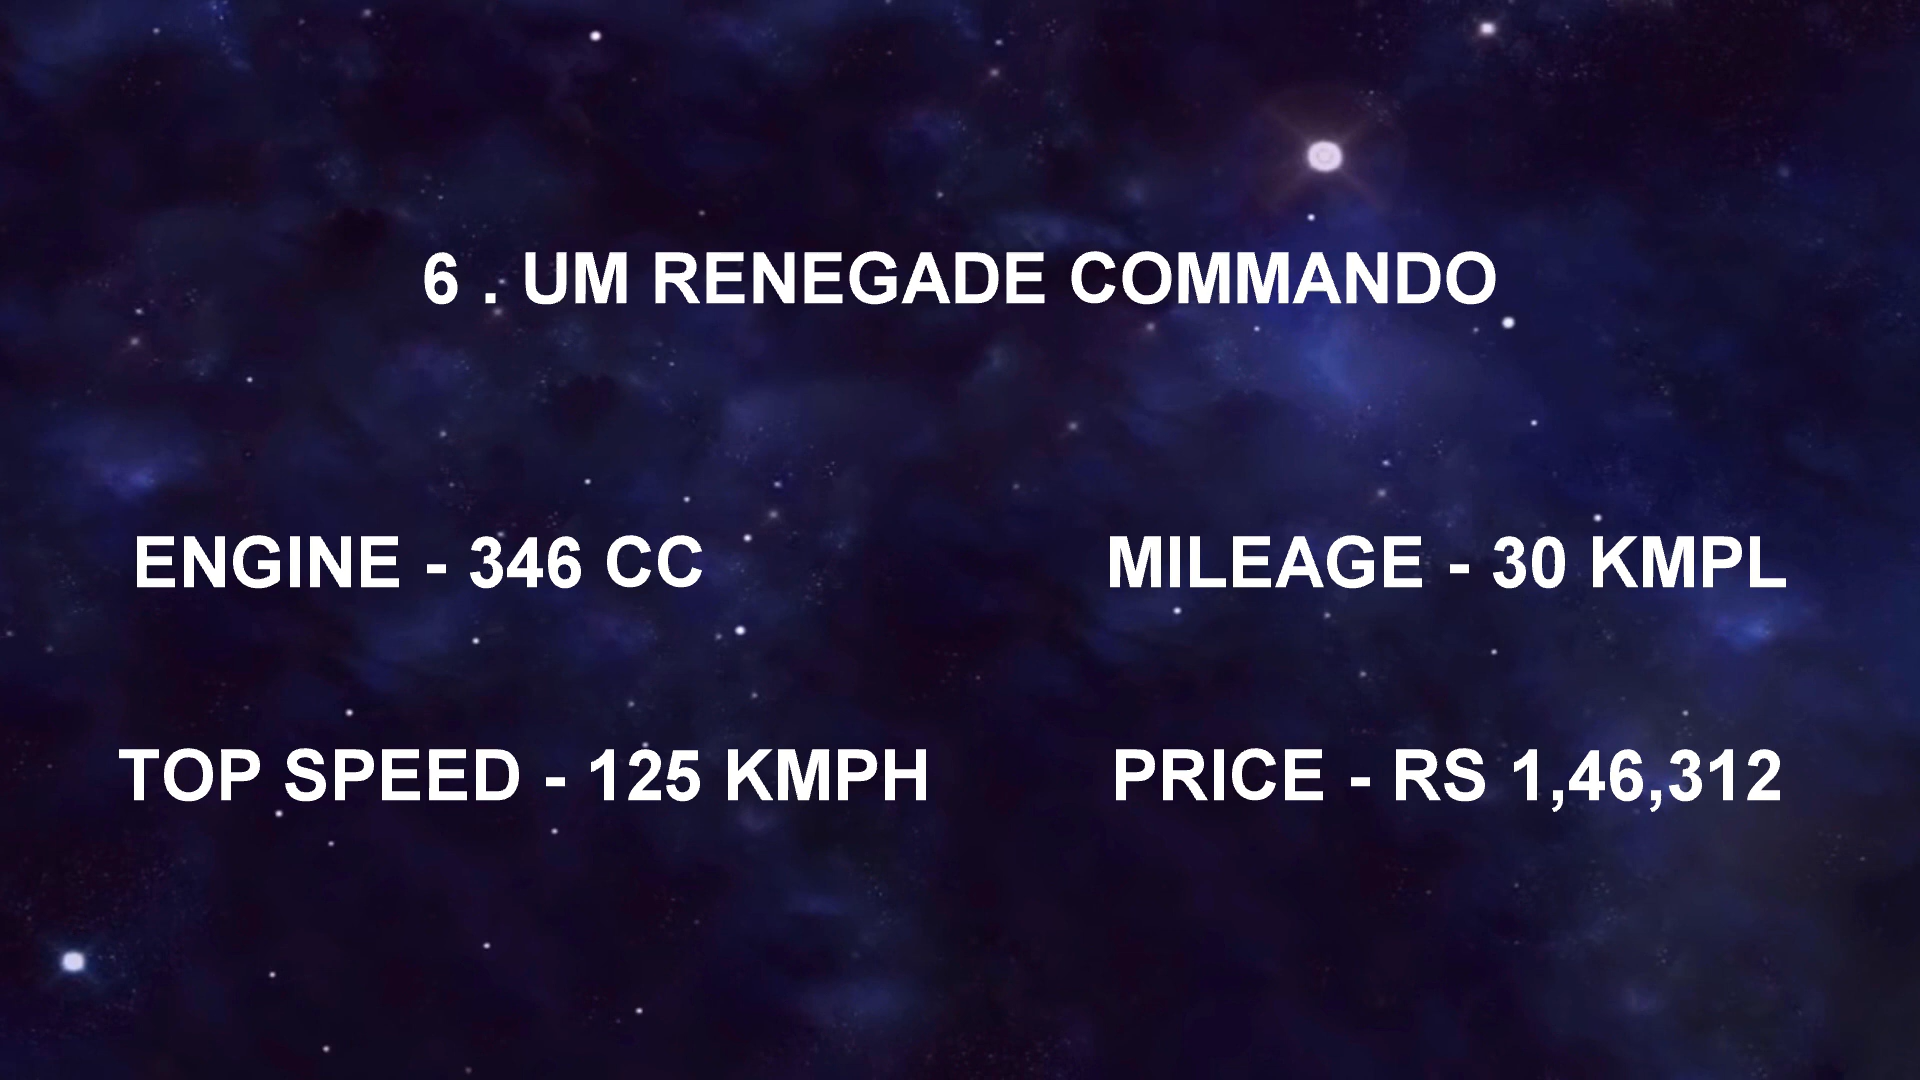 6 . UM RENEGADE COMMANDO
ENGINE - 346 CC
MILEAGE - 30 KMPL
TOP SPEED - 125 KMPH
PRICE - RS 1,46,312